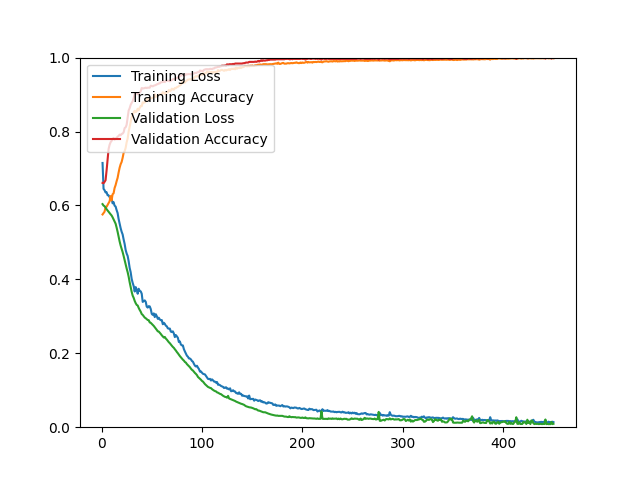 1.0
0.8
0.6
0.4
0.2
0.0
Training Loss
Training Accuracy
Validation Loss
Validation Accuracy
0 100 200 300 400